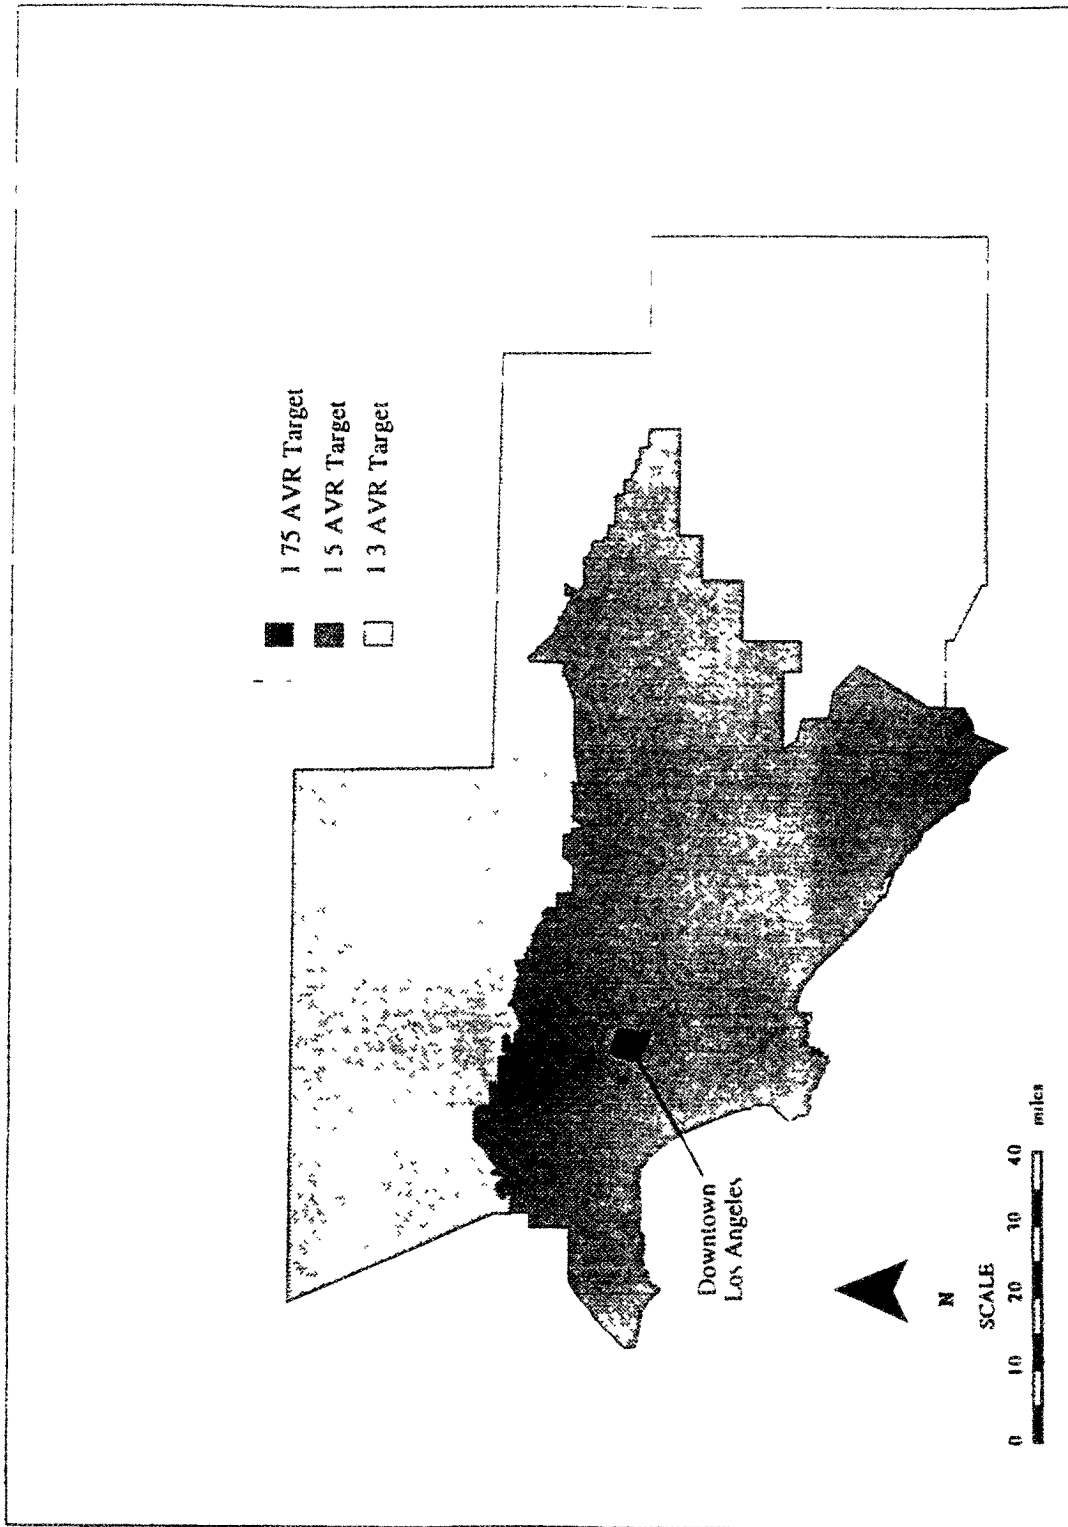 1 75 AVR Target
1 5 AVR Target
1 3 AVR Target
Downtown
Los Angeles
N
SCALE
0 10 20 30 40 miles